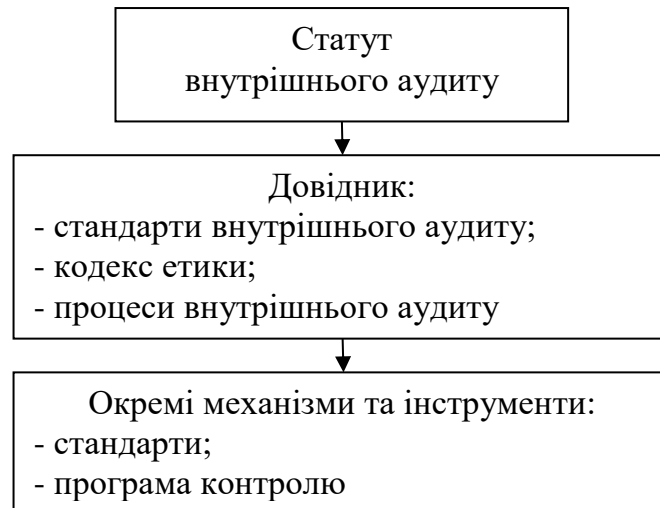 Статут
внутрішнього аудиту
Довідник:
- стандарти внутрішнього аудиту;
- кодекс етики;
- процеси внутрішнього аудиту
Окремі механізми та інструменти:
- стандарти;
- програма контролю